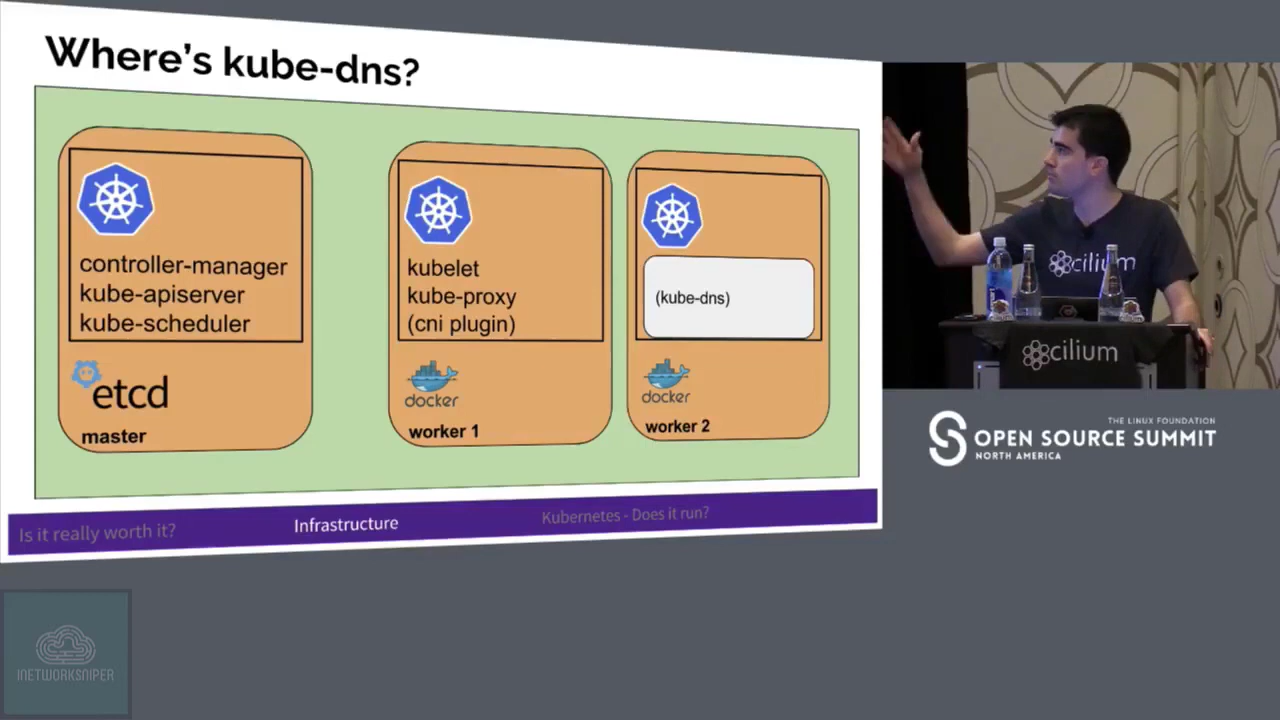 Where's kube-dns?
controller-manager
kube-apiserver
kube-scheduler
etcd
master
kubelet
kube-proxy
(cni plugin)
docker
worker 1
(kube-dns)
docker
worker 2
Is it really worth it?
Infrastructure
Kubernetes - Does it run?
cilium
smart
cilium
THE LINUX FOUNDATION
OPEN SOURCE SUMMIT
NORTH AMERICA
INETWORKSNIPER